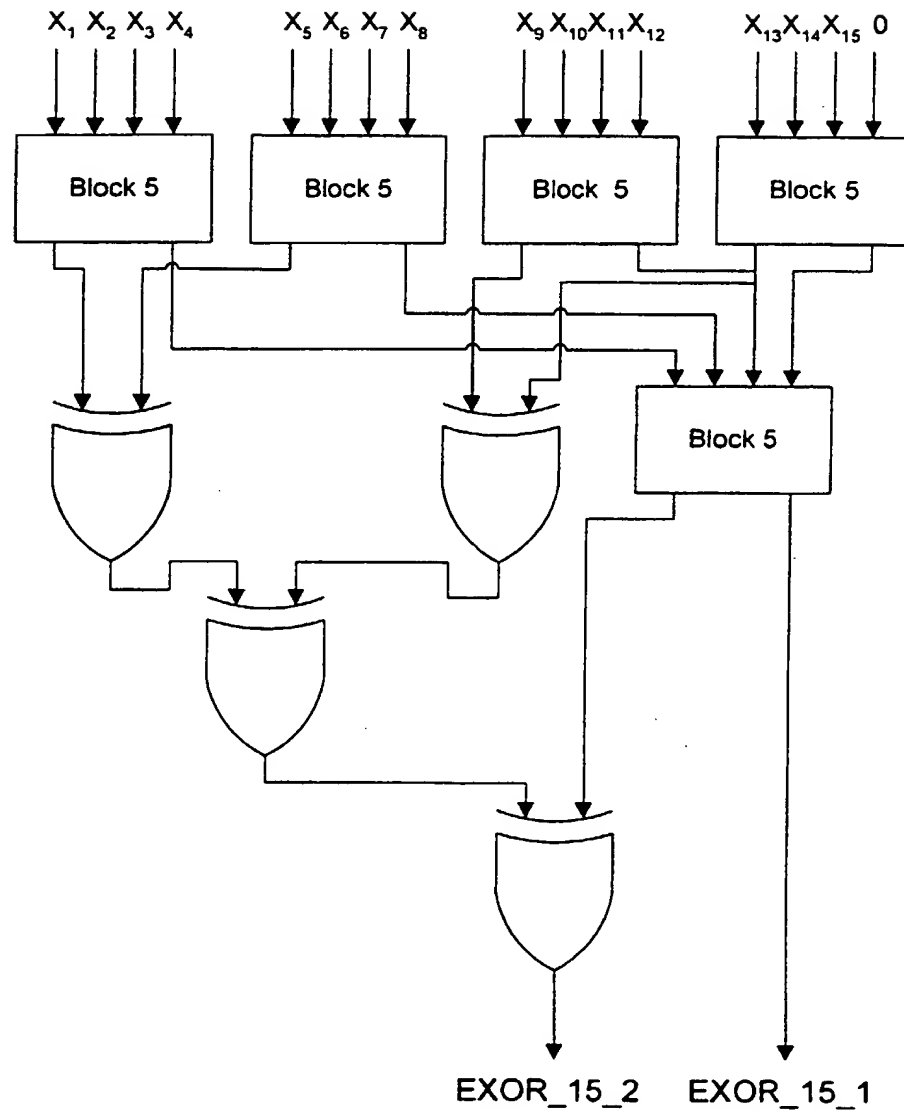 X₁ X₂ X₃ X₄ X₅ X₆ X₇ X₈ X₉ X₁₀ X₁₁ X₁₂ X₁₃ X₁₄ X₁₅ 0
Block 5 Block 5 Block 5 Block 5
Block 5
EXOR_15_2 EXOR_15_1